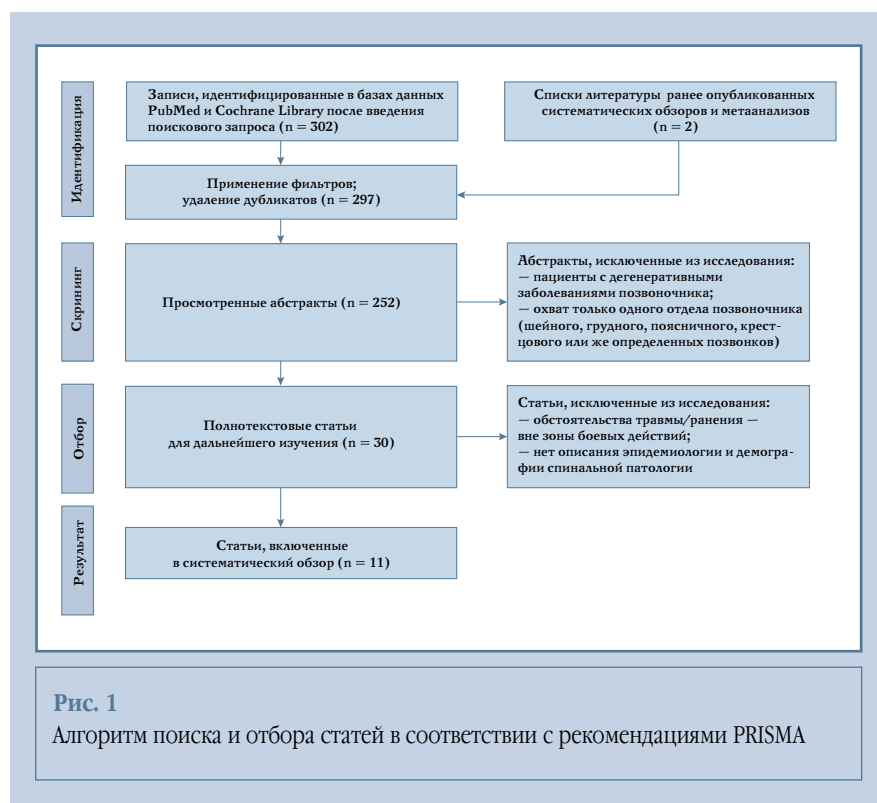 Идентификация
Записи, идентифицированные в базах данных
PubMed и Cochrane Library после введения
поискового запроса (n = 302)
Списки литературы ранее опубликованных
систематических обзоров и метаанализов
(n = 2)
Применение фильтров;
удаление дубликатов (n = 297)
Скрининг
Просмотренные абстракты (n = 252)
Абстракты, исключенные из исследования:
— пациенты с дегенеративными
заболеваниями позвоночника;
— охват только одного отдела позвоночника
(шейного, грудного, поясничного, крест-
цового или же определенных позвонков)
Отбор
Полнотекстовые статьи
для дальнейшего изучения (n = 30)
Статьи, исключенные из исследования:
— обстоятельства травмы/ранения —
вне зоны боевых действий;
— нет описания эпидемиологии и демогра-
фии спинальной патологии
Результат
Статьи, включенные
в систематический обзор (n = 11)
Рис. 1
Алгоритм поиска и отбора статей в соответствии с рекомендациями PRISMA